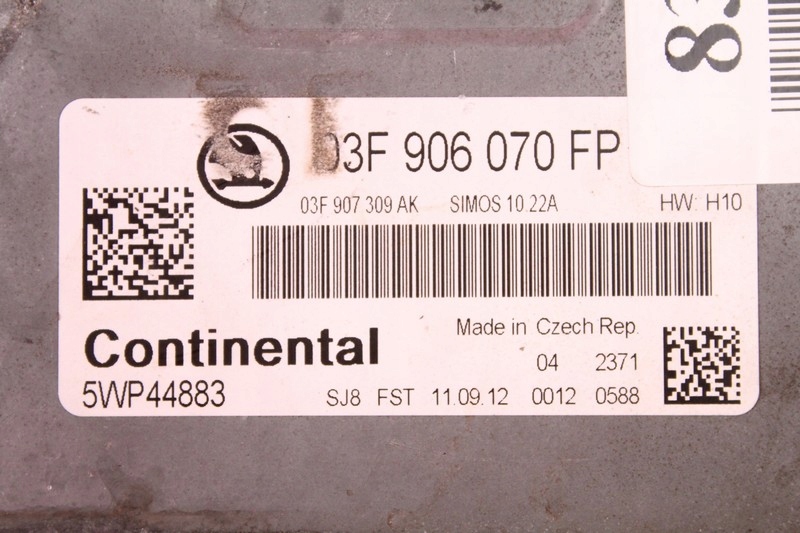 83
03F 906 070 FP
03F 907 309 AK SIMOS 10.22A HW: H10
Made in Czech Rep.
Continental
04 2371
5WP44883
SJ8 FST 11.09.12 0012 0588